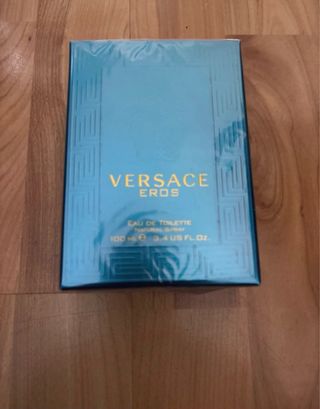 VERSACE
EROS
EAU DE TOILETTE
NATURAL SPRAY
100 ML ℮ 3.4 US FL.OZ.